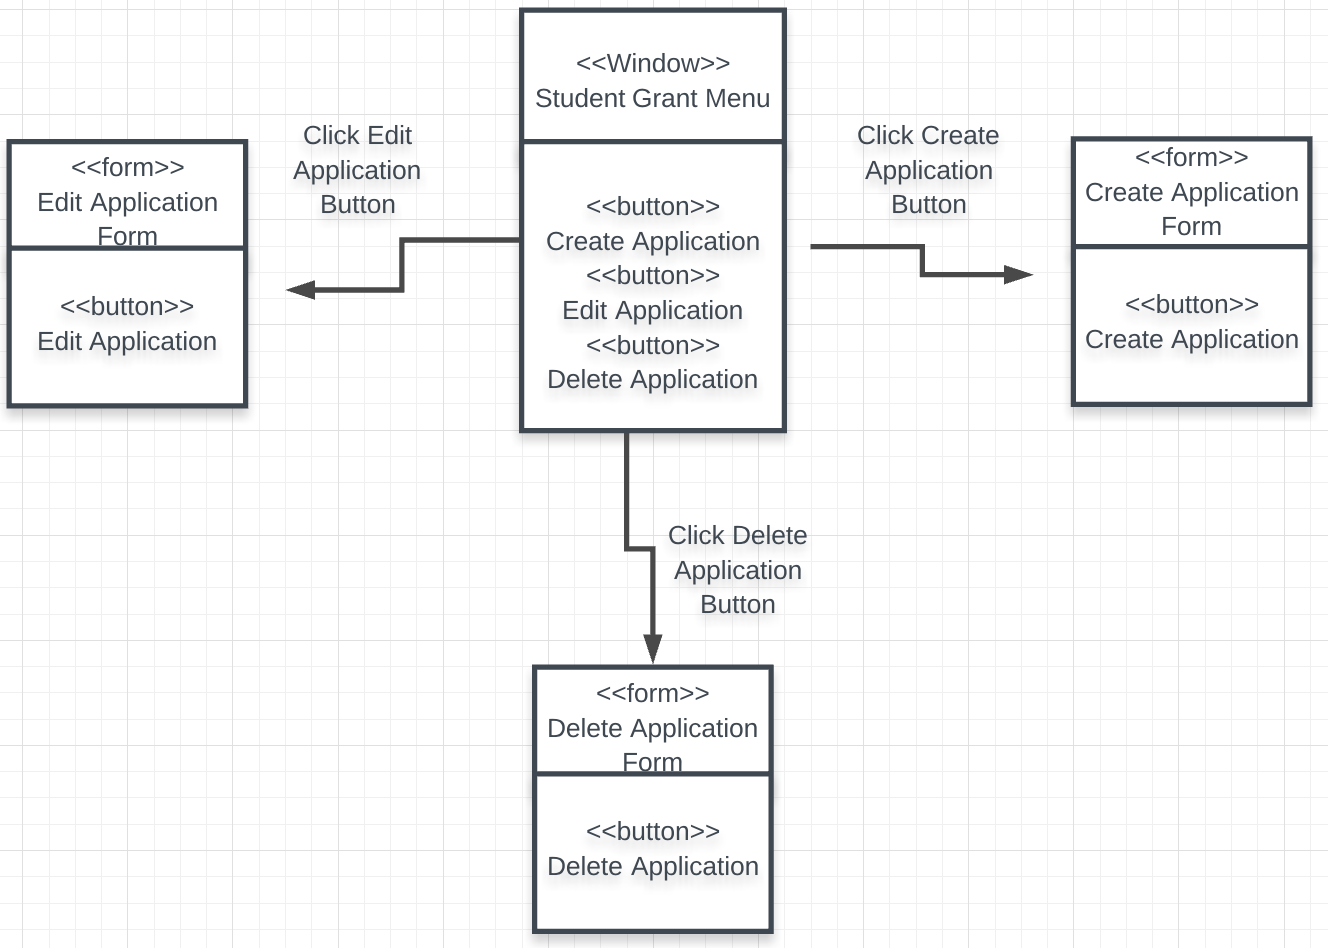 <<Window>>
Student Grant Menu
<<button>>
Create Application
<<button>>
Edit Application
<<button>>
Delete Application
Click Edit
Application
Button
<<form>>
Edit Application
Form
<<button>>
Edit Application
Click Create
Application
Button
<<form>>
Create Application
Form
<<button>>
Create Application
Click Delete
Application
Button
<<form>>
Delete Application
Form
<<button>>
Delete Application